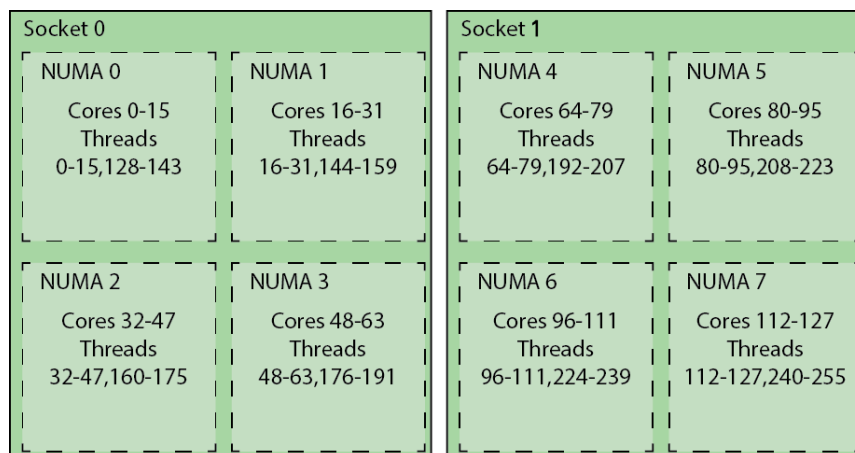 Socket 0
NUMA 0
Cores 0-15
Threads
0-15,128-143
NUMA 1
Cores 16-31
Threads
16-31,144-159
NUMA 2
Cores 32-47
Threads
32-47,160-175
NUMA 3
Cores 48-63
Threads
48-63,176-191
Socket 1
NUMA 4
Cores 64-79
Threads
64-79,192-207
NUMA 5
Cores 80-95
Threads
80-95,208-223
NUMA 6
Cores 96-111
Threads
96-111,224-239
NUMA 7
Cores 112-127
Threads
112-127,240-255